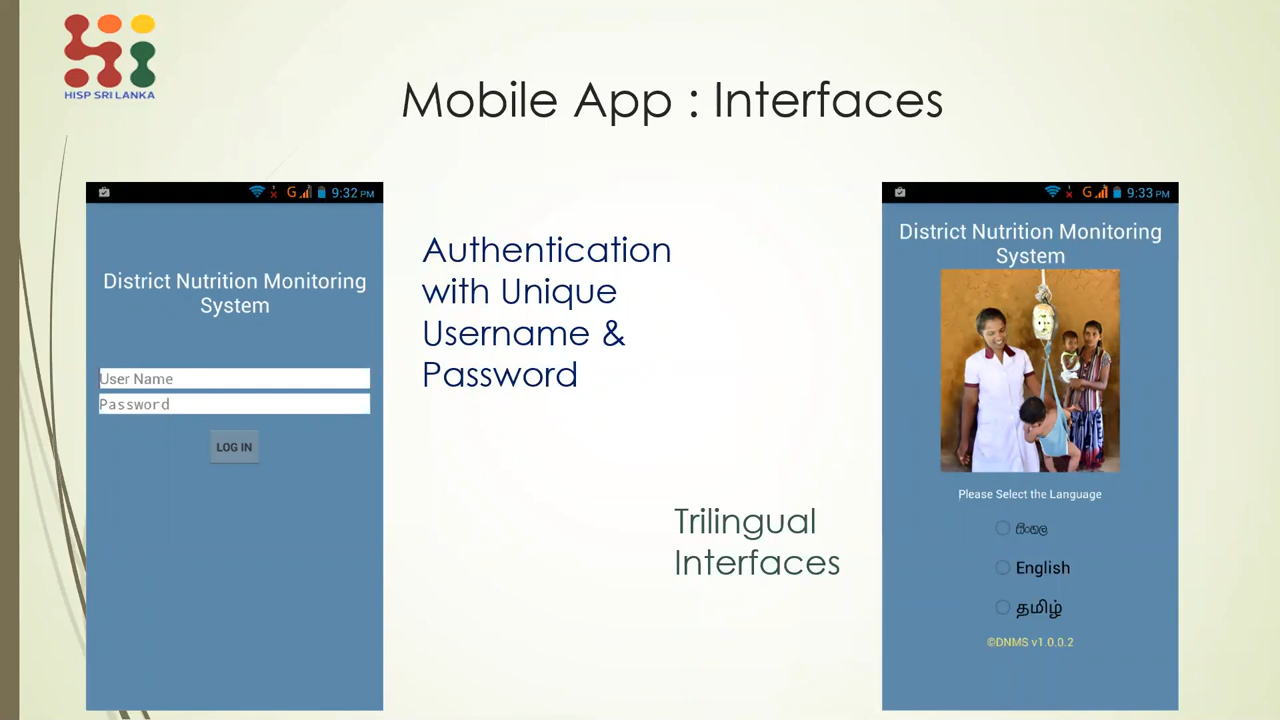 HISP SRI LANKA
Mobile App : Interfaces
9:32 PM
District Nutrition Monitoring
System
User Name
Password
LOG IN
Authentication
with Unique
Username &
Password
Trilingual
Interfaces
G 9:33 PM
District Nutrition Monitoring
System
Please Select the Language
සිංහල
English
தமிழ்
©DNMS v1.0.0.2